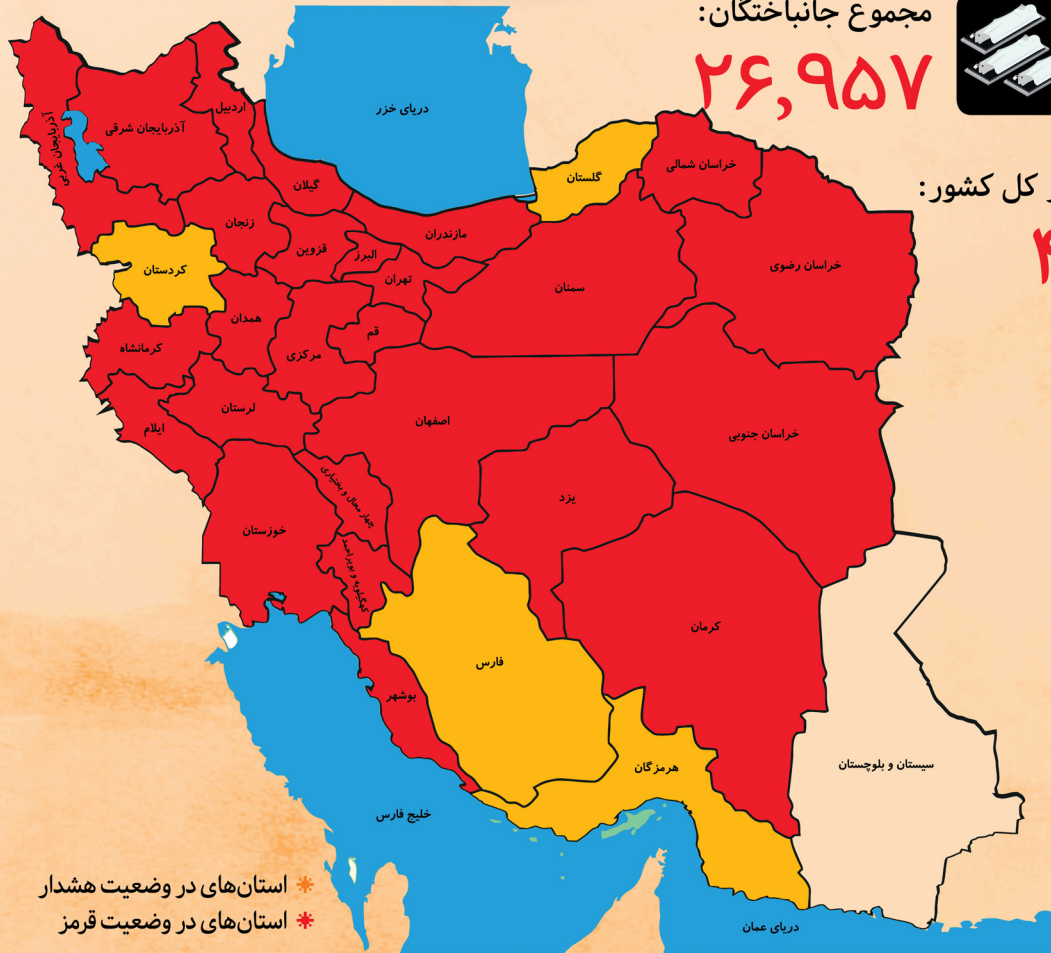 مجموع جانباختگان:
۲۶,۹۵۷
کل کشور:
دریای خزر
آذربایجان غربی
آذربایجان شرقی
اردبیل
گیلان
گلستان
خراسان شمالی
زنجان
قزوین
البرز
مازندران
تهران
سمنان
خراسان رضوی
کردستان
همدان
کرمانشاه
مرکزی
قم
لرستان
ایلام
اصفهان
خراسان جنوبی
چهار محال و بختیاری
یزد
خوزستان
کهگیلویه و بویراحمد
کرمان
فارس
بوشهر
هرمزگان
سیستان و بلوچستان
خلیج فارس
دریای عمان
استان‌های در وضعیت هشدار
استان‌های در وضعیت قرمز